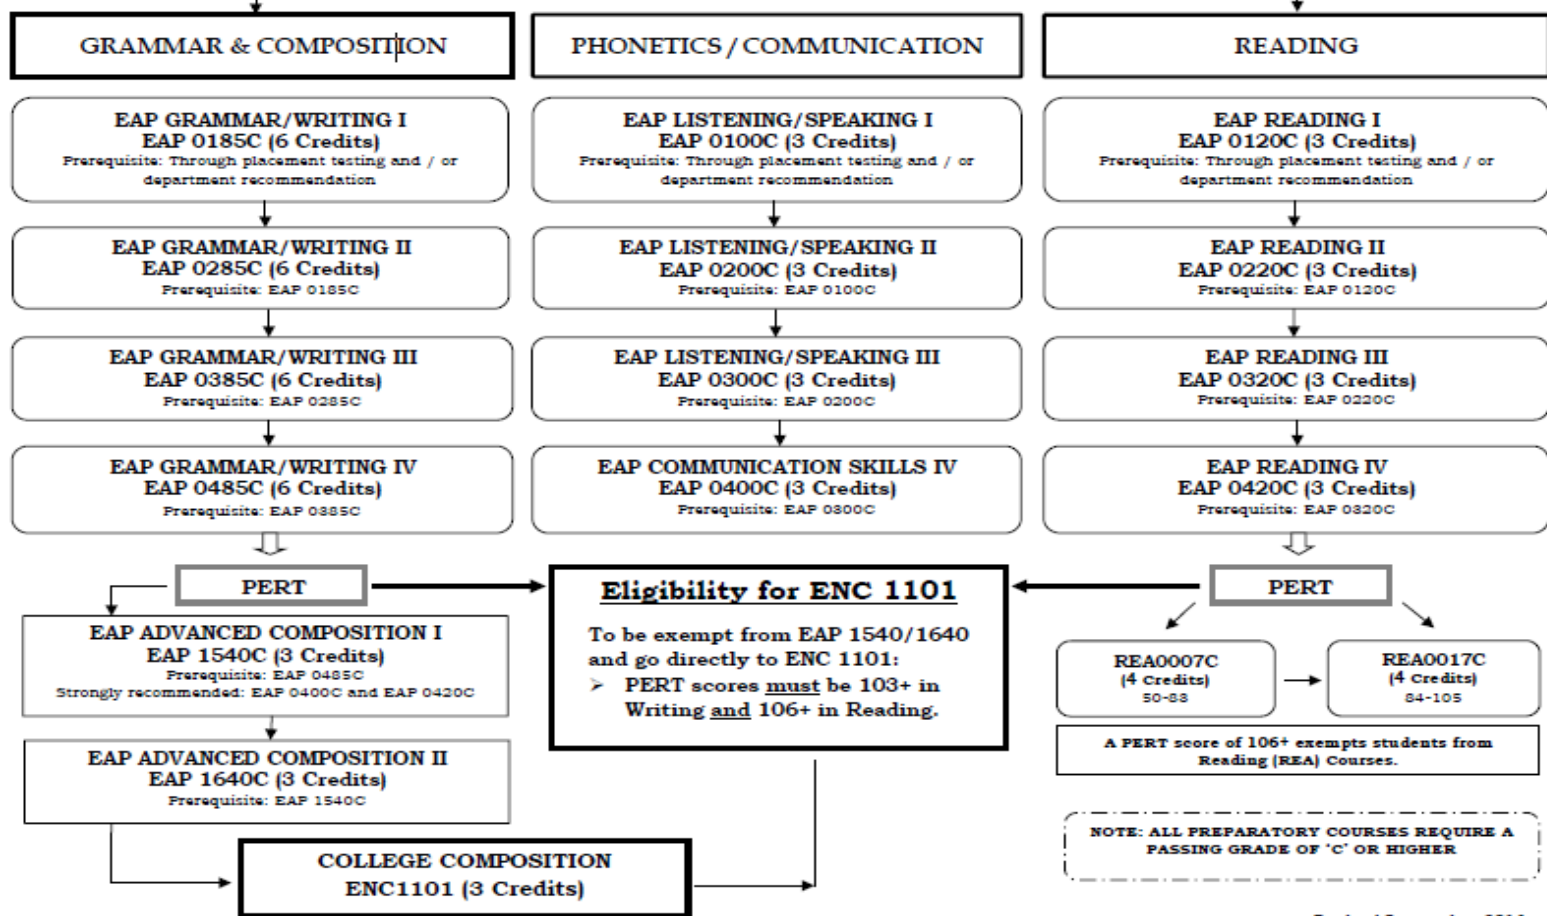 GRAMMAR & COMPOSITION
PHONETICS / COMMUNICATION
READING
EAP GRAMMAR/WRITING I
EAP 0185C (6 Credits)
Prerequisite: Through placement testing and / or
department recommendation
EAP LISTENING/SPEAKING I
EAP 0100C (3 Credits)
Prerequisite: Through placement testing and / or
department recommendation
EAP READING I
EAP 0120C (3 Credits)
Prerequisite: Through placement testing and / or
department recommendation
EAP GRAMMAR/WRITING II
EAP 0285C (6 Credits)
Prerequisite: EAP 0185C
EAP LISTENING/SPEAKING II
EAP 0200C (3 Credits)
Prerequisite: EAP 0100C
EAP READING II
EAP 0220C (3 Credits)
Prerequisite: EAP 0120C
EAP GRAMMAR/WRITING III
EAP 0385C (6 Credits)
Prerequisite: EAP 0285C
EAP LISTENING/SPEAKING III
EAP 0300C (3 Credits)
Prerequisite: EAP 0200C
EAP READING III
EAP 0320C (3 Credits)
Prerequisite: EAP 0220C
EAP GRAMMAR/WRITING IV
EAP 0485C (6 Credits)
Prerequisite: EAP 0385C
EAP COMMUNICATION SKILLS IV
EAP 0400C (3 Credits)
Prerequisite: EAP 0300C
EAP READING IV
EAP 0420C (3 Credits)
Prerequisite: EAP 0320C
PERT
EAP ADVANCED COMPOSITION I
EAP 1540C (3 Credits)
Prerequisite: EAP 0485C
Strongly recommended: EAP 0400C and EAP 0420C
EAP ADVANCED COMPOSITION II
EAP 1640C (3 Credits)
Prerequisite: EAP 1540C
Eligibility for ENC 1101
To be exempt from EAP 1540/1640
and go directly to ENC 1101:
➢ PERT scores must be 103+ in
Writing and 106+ in Reading.
PERT
REA0007C
(4 Credits)
50-83
REA0017C
(4 Credits)
84-105
A PERT score of 106+ exempts students from
Reading (REA) Courses.
NOTE: ALL PREPARATORY COURSES REQUIRE A
PASSING GRADE OF 'C' OR HIGHER
COLLEGE COMPOSITION
ENC1101 (3 Credits)